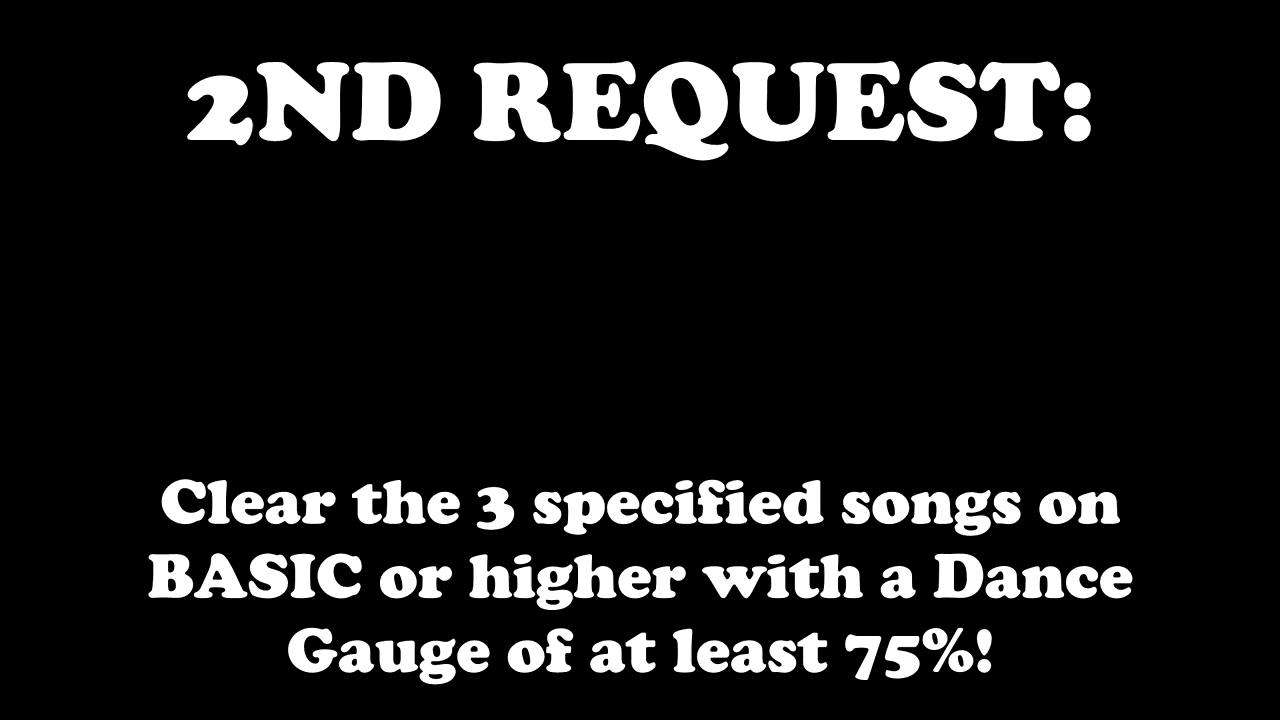 2ND REQUEST:
Clear the 3 specified songs on
BASIC or higher with a Dance
Gauge of at least 75%!